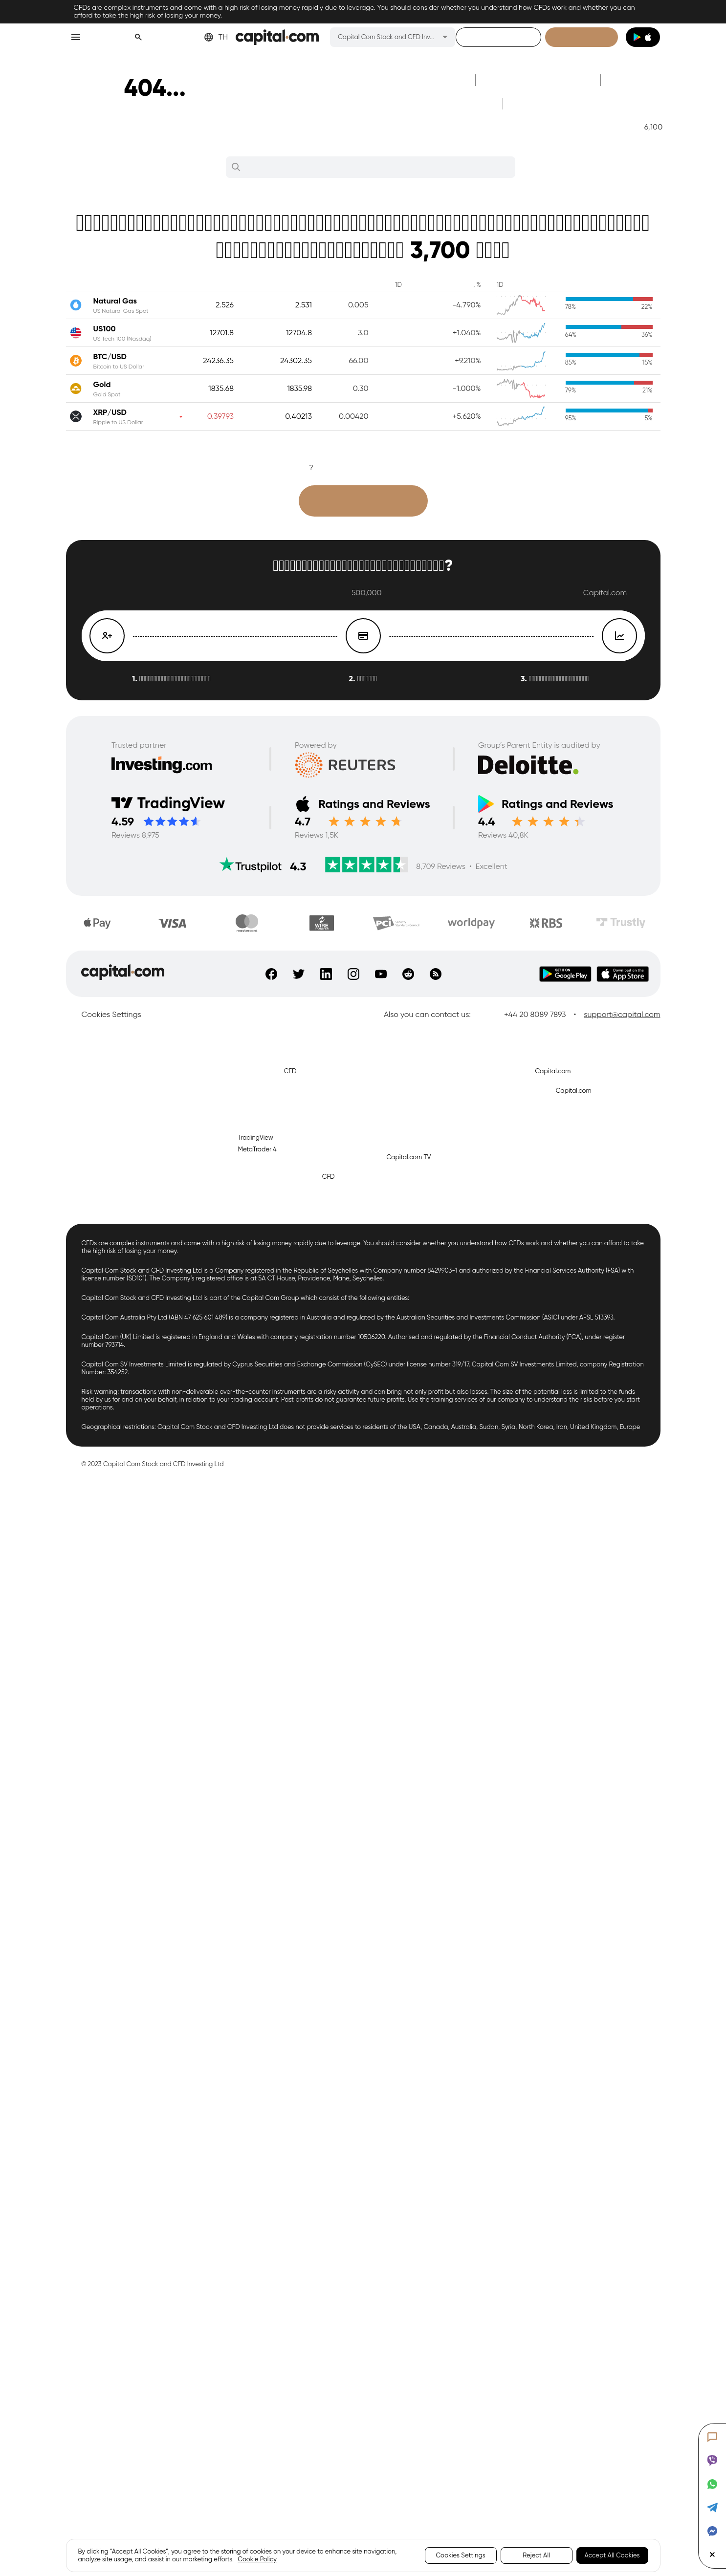 CFDs are complex instruments and come with a high risk of losing money rapidly due to leverage. You should consider whether you understand how CFDs work and whether you can
afford to take the high risk of losing your money.
TH
capital.com
Capital Com Stock and CFD Inv...
404...
6,100
3,700
1D , % 1D
Natural Gas 2.526 2.531 0.005 -4.790%
US Natural Gas Spot
78% 22%
US100 12701.8 12704.8 3.0 +1.040%
US Tech 100 (Nasdaq)
64% 36%
BTC/USD 24236.35 24302.35 66.00 +9.210%
Bitcoin to US Dollar
85% 15%
Gold 1835.68 1835.98 0.30 -1.000%
Gold Spot
79% 21%
XRP/USD 0.39793 0.40213 0.00420 +5.620%
Ripple to US Dollar
95% 5%
?
?
500,000 Capital.com
1. 2. 3.
Trusted partner Powered by Group's Parent Entity is audited by
Investing.com REUTERS Deloitte.
TradingView Ratings and Reviews Ratings and Reviews
4.59 4.7 4.4
Reviews 8,975 Reviews 1,5K Reviews 40,8K
Trustpilot 4.3 8,709 Reviews • Excellent
Pay VISA mastercard WIRE PCI worldpay RBS Trustly
capital.com
GET IT ON Google Play
Download on the App Store
Cookies Settings Also you can contact us: +44 20 8089 7893 • support@capital.com
CFD Capital.com
Capital.com
TradingView
MetaTrader 4
Capital.com TV
CFD
CFDs are complex instruments and come with a high risk of losing money rapidly due to leverage. You should consider whether you understand how CFDs work and whether you can afford to take
the high risk of losing your money.
Capital Com Stock and CFD Investing Ltd is a Company registered in the Republic of Seychelles with Company number 8429903-1 and authorized by the Financial Services Authority (FSA) with
license number (SD101). The Company's registered office is at 5A CT House, Providence, Mahe, Seychelles.
Capital Com Stock and CFD Investing Ltd is part of the Capital Com Group which consist of the following entities:
Capital Com Australia Pty Ltd (ABN 47 625 601 489) is a company registered in Australia and regulated by the Australian Securities and Investments Commission (ASIC) under AFSL 513393.
Capital Com (UK) Limited is registered in England and Wales with company registration number 10506220. Authorised and regulated by the Financial Conduct Authority (FCA), under register
number 793714.
Capital Com SV Investments Limited is regulated by Cyprus Securities and Exchange Commission (CySEC) under license number 319/17. Capital Com SV Investments Limited, company Registration
Number: 354252.
Risk warning: transactions with non-deliverable over-the-counter instruments are a risky activity and can bring not only profit but also losses. The size of the potential loss is limited to the funds
held by us for and on your behalf, in relation to your trading account. Past profits do not guarantee future profits. Use the training services of our company to understand the risks before you start
operations.
Geographical restrictions: Capital Com Stock and CFD Investing Ltd does not provide services to residents of the USA, Canada, Australia, Sudan, Syria, North Korea, Iran, United Kingdom, Europe
© 2023 Capital Com Stock and CFD Investing Ltd
By clicking "Accept All Cookies", you agree to the storing of cookies on your device to enhance site navigation,
analyze site usage, and assist in our marketing efforts. Cookie Policy
Cookies Settings Reject All Accept All Cookies